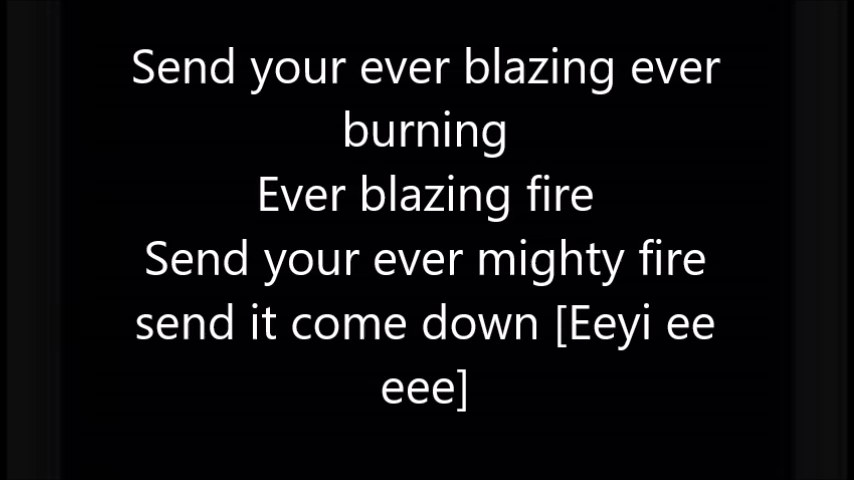 Send your ever blazing ever
burning
Ever blazing fire
Send your ever mighty fire
send it come down [Eeyi ee
eee]